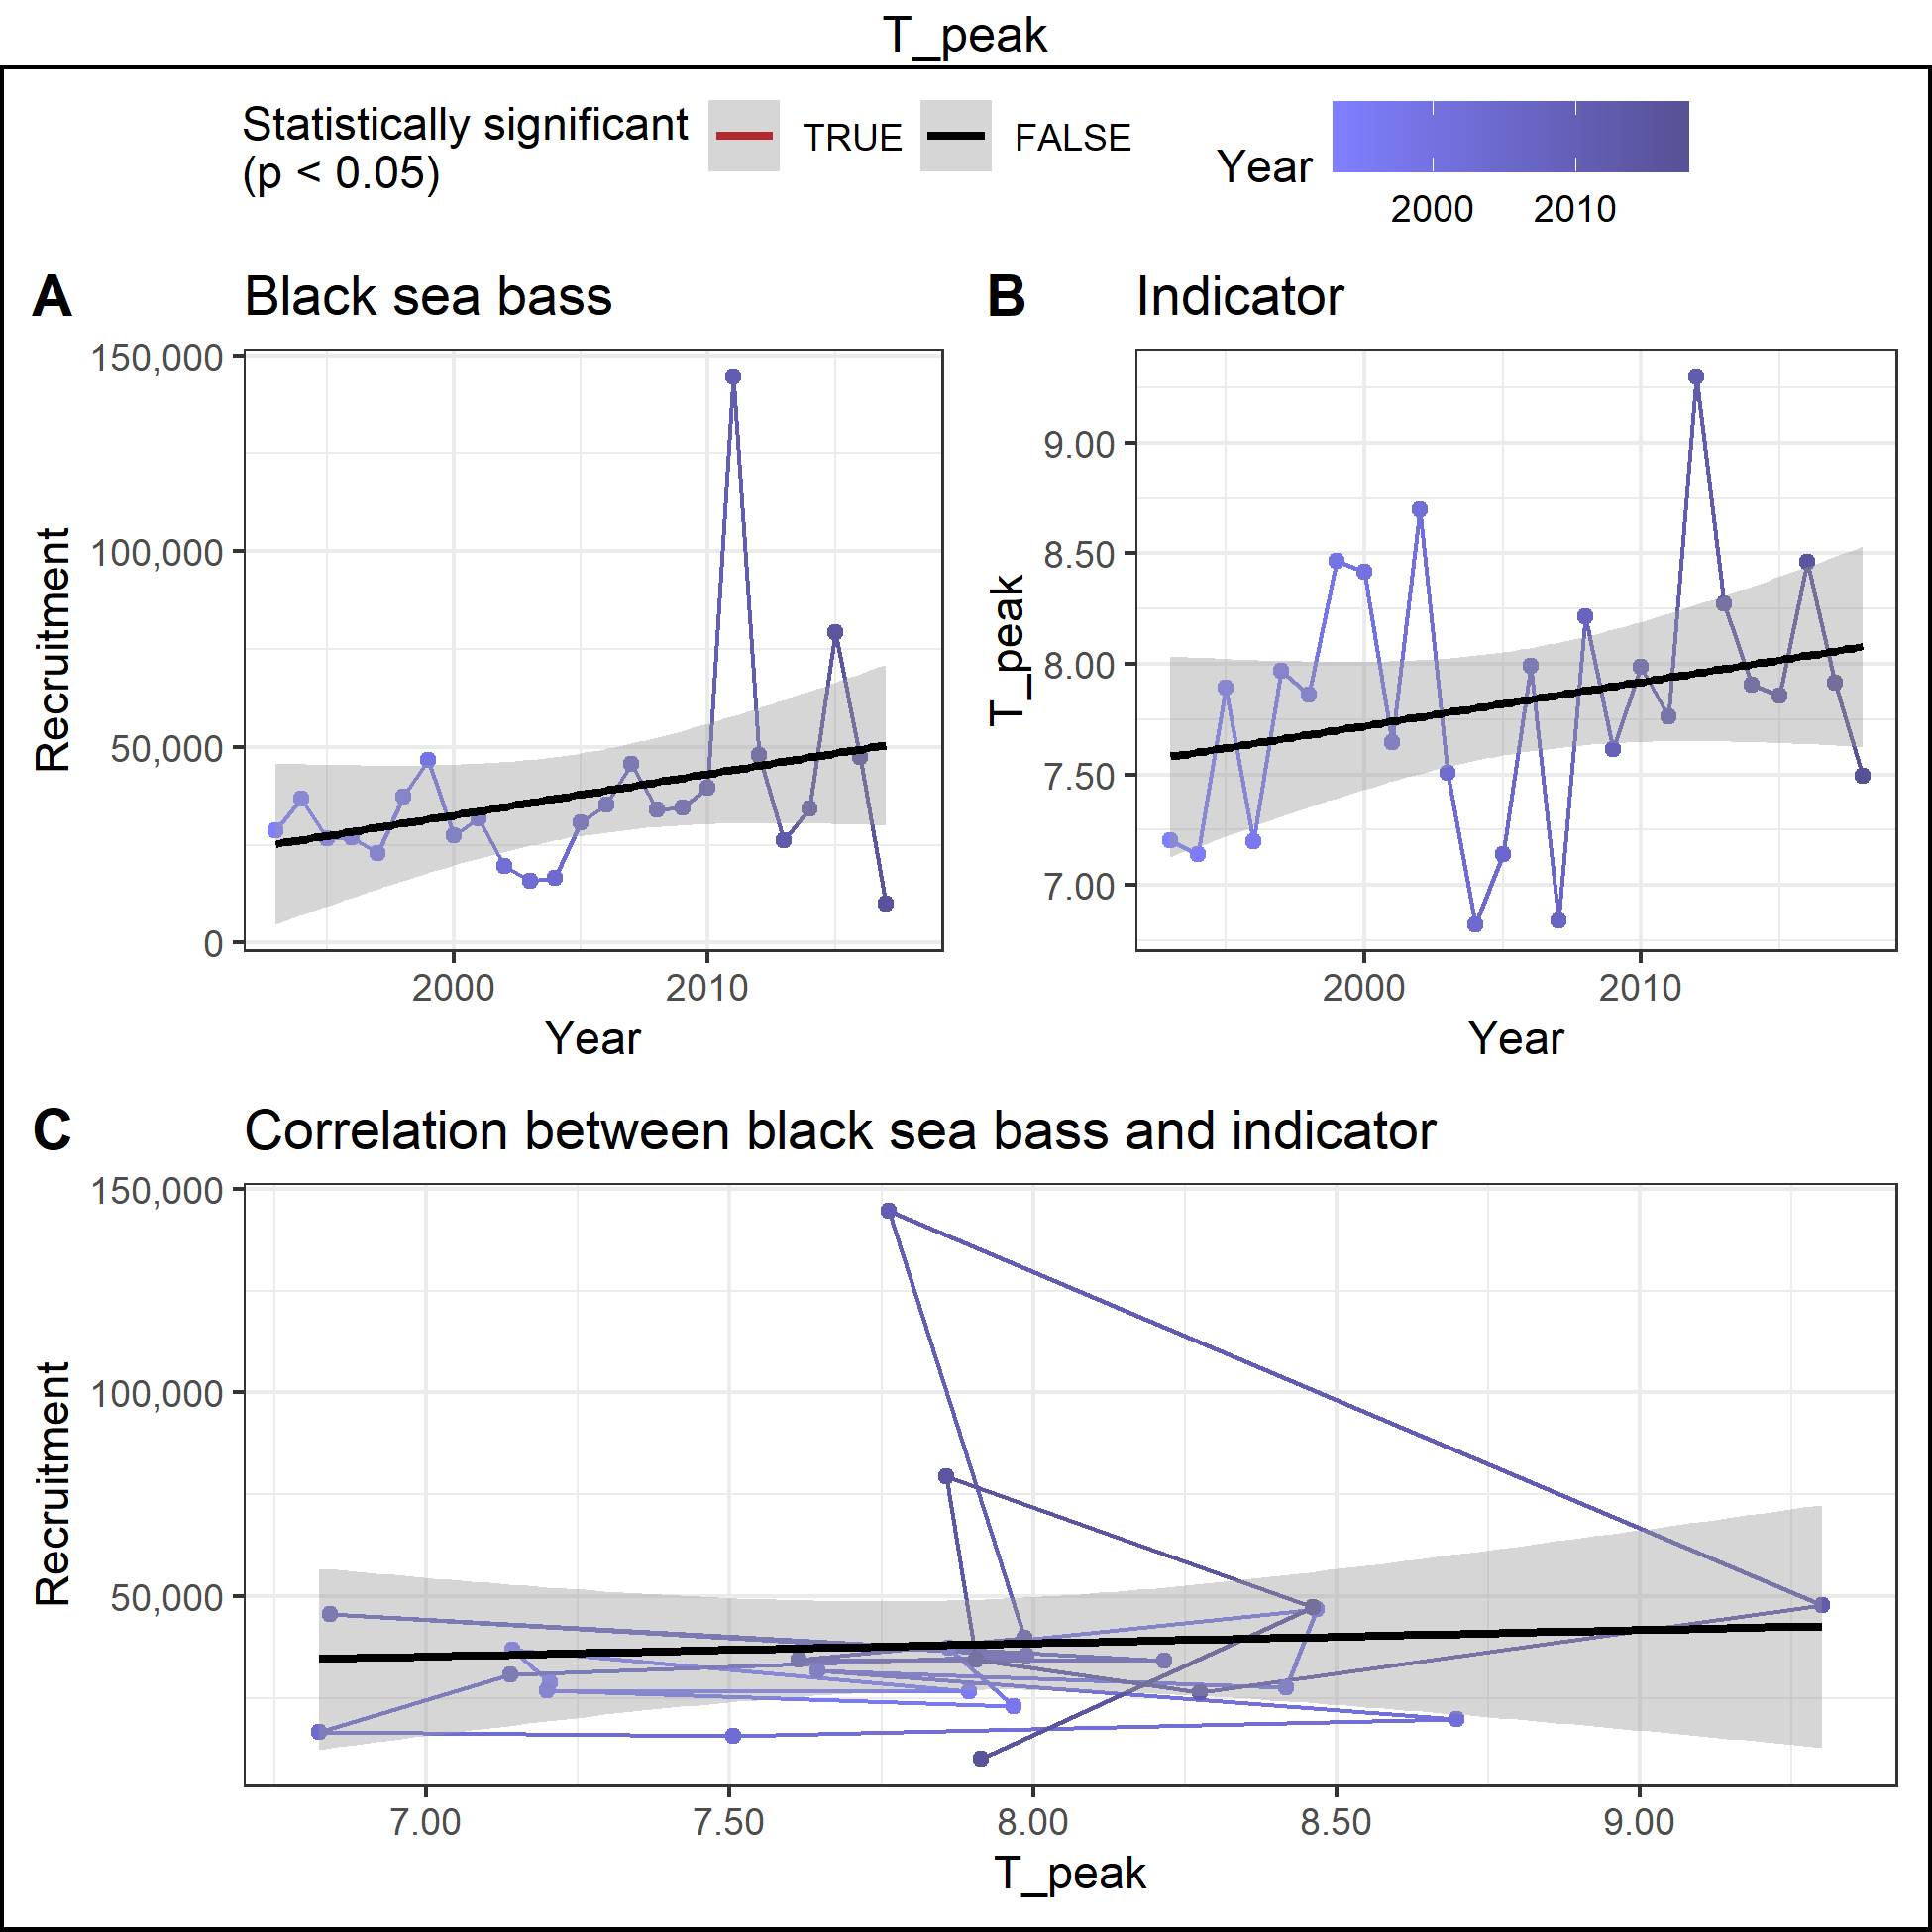 T_peak
Statistically significant
(p < 0.05)
TRUE
FALSE
Year
2000
2010
A
Black sea bass
150,000
100,000
50,000
0
Recruitment
2000
2010
Year
B
Indicator
9.00
8.50
8.00
7.50
7.00
T_peak
2000
2010
Year
C
Correlation between black sea bass and indicator
150,000
100,000
50,000
Recruitment
7.00
7.50
8.00
8.50
9.00
T_peak